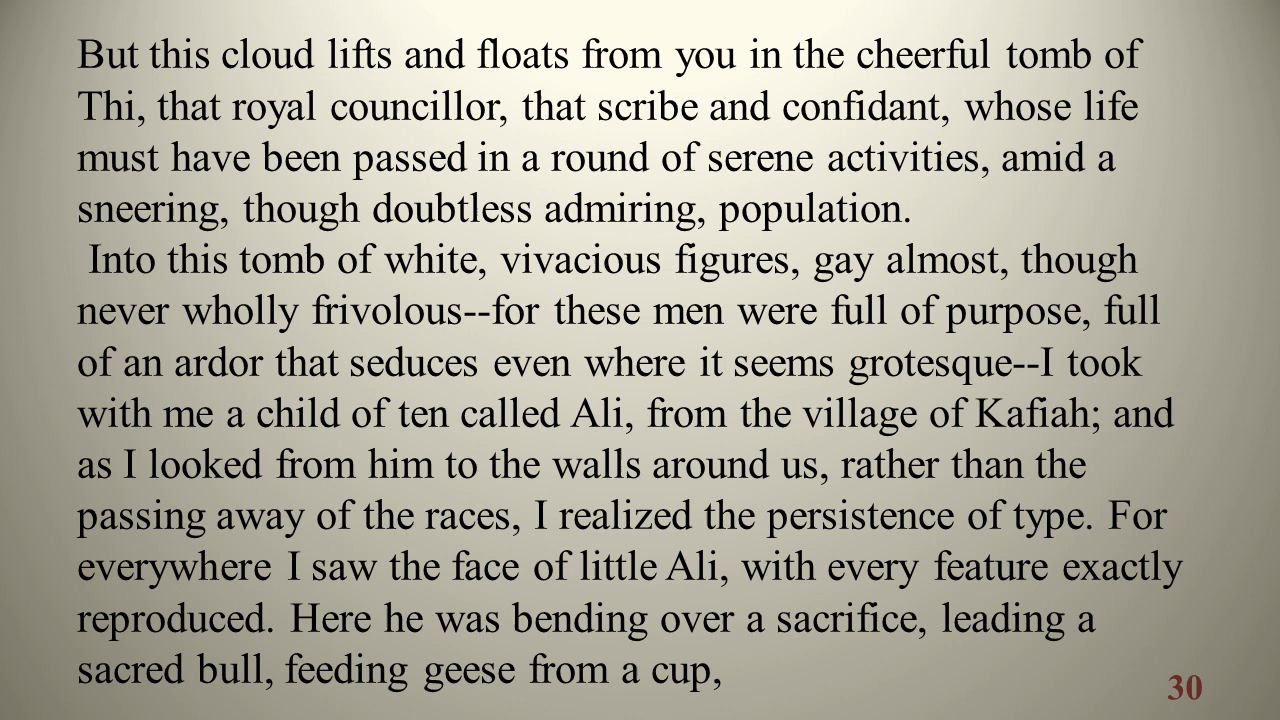 But this cloud lifts and floats from you in the cheerful tomb of
Thi, that royal councillor, that scribe and confidant, whose life
must have been passed in a round of serene activities, amid a
sneering, though doubtless admiring, population.
Into this tomb of white, vivacious figures, gay almost, though
never wholly frivolous--for these men were full of purpose, full
of an ardor that seduces even where it seems grotesque--I took
with me a child of ten called Ali, from the village of Kafiah; and
as I looked from him to the walls around us, rather than the
passing away of the races, I realized the persistence of type. For
everywhere I saw the face of little Ali, with every feature exactly
reproduced. Here he was bending over a sacrifice, leading a
sacred bull, feeding geese from a cup,
30